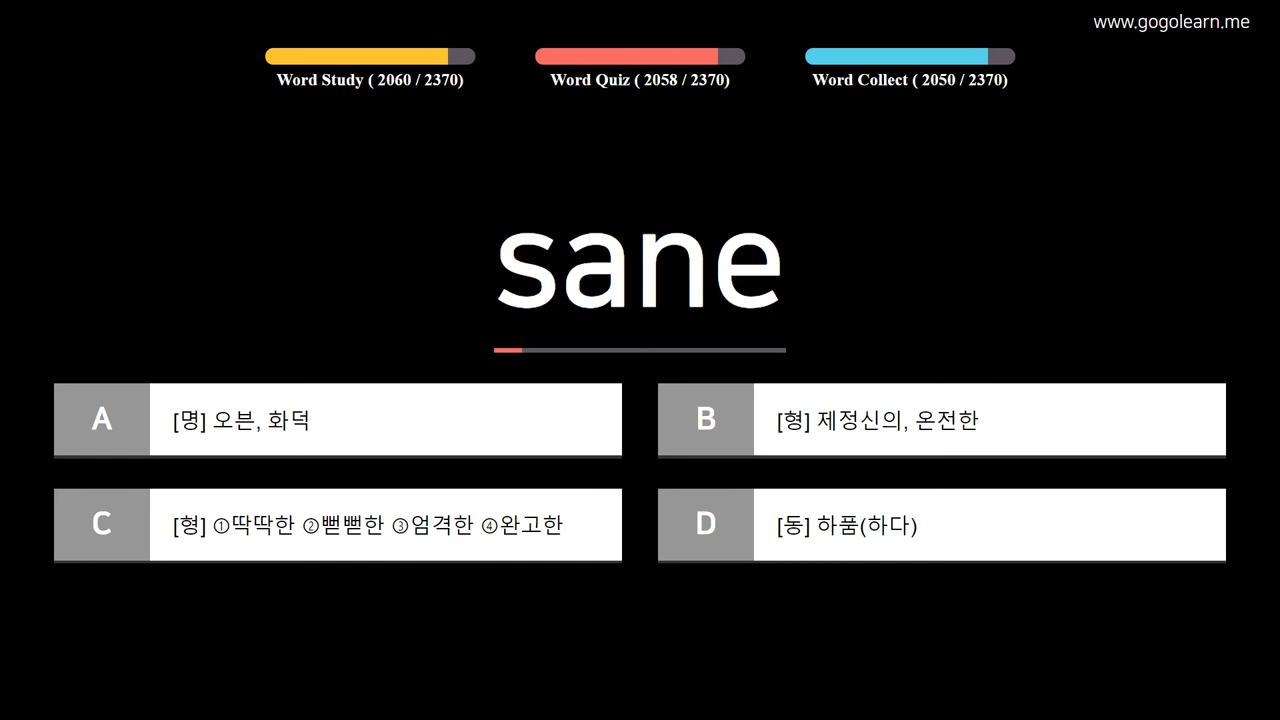 www.gogolearn.me
Word Study ( 2060 / 2370)
Word Quiz ( 2058 / 2370)
Word Collect ( 2050 / 2370)
sane
A [명] 오븐, 화덕
B [형] 제정신의, 온전한
C [형] ①딱딱한 ②뻣뻣한 ③엄격한 ④완고한
D [동] 하품(하다)